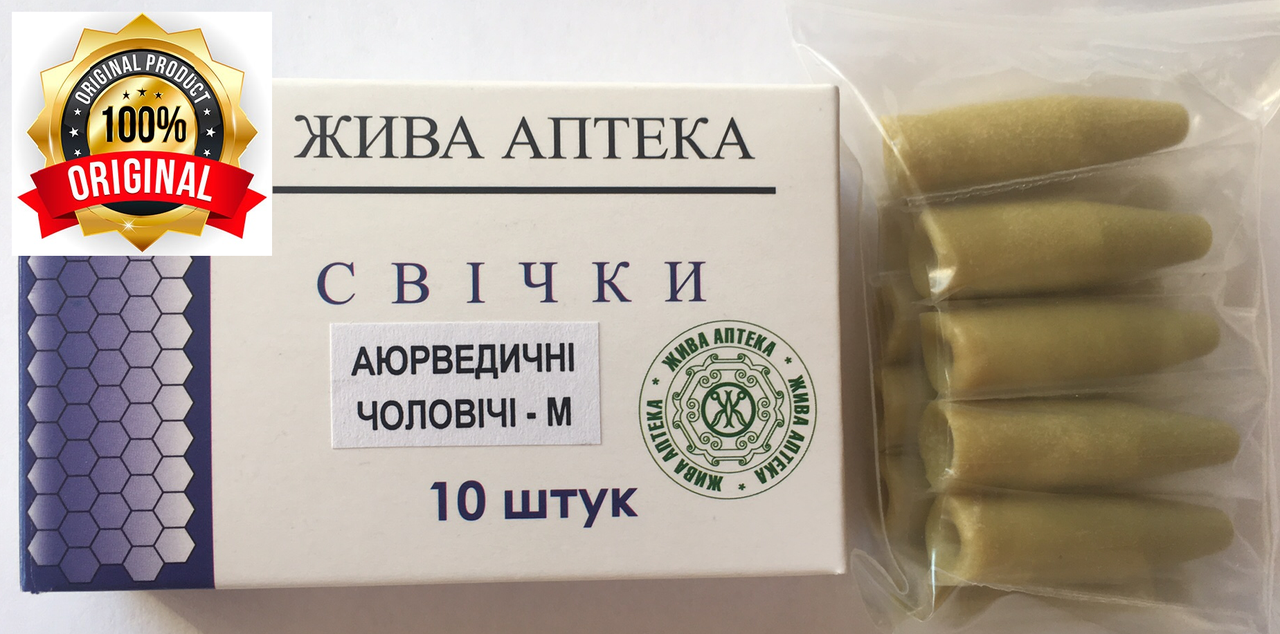 ORIGINAL PRODUCT
100%
ORIGINAL
ЖИВА АПТЕКА
СВІЧКИ
АЮРВЕДИЧНІ
ЧОЛОВІЧІ - М
10 штук
ЖИВА АПТЕКА * ЖИВА АПТЕКА * ЖИВА АПТЕКА *